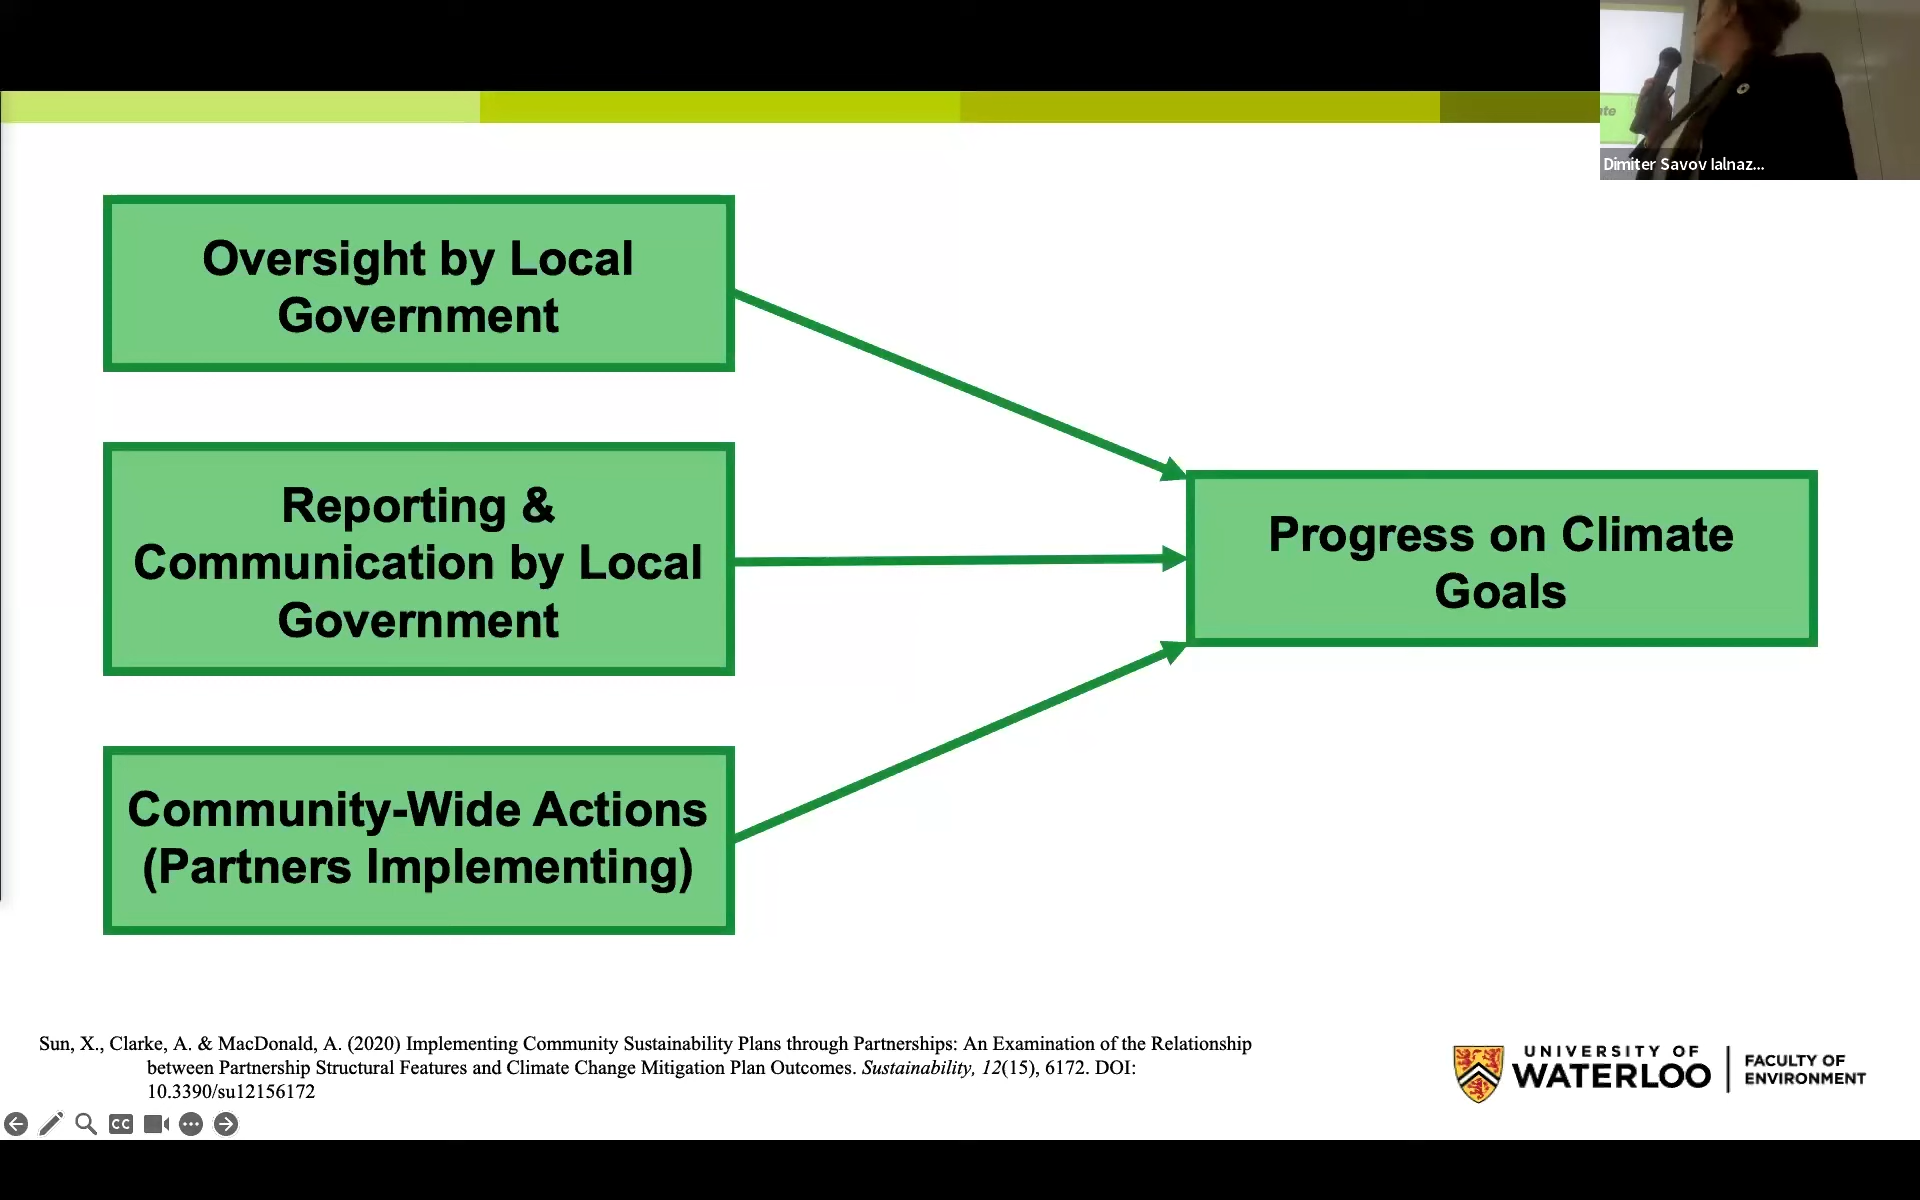 ate
Dimiter Savov Ialnaz...
Oversight by Local
Government
Reporting &
Communication by Local
Government
Community-Wide Actions
(Partners Implementing)
Progress on Climate
Goals
Sun, X., Clarke, A. & MacDonald, A. (2020) Implementing Community Sustainability Plans through Partnerships: An Examination of the Relationship
between Partnership Structural Features and Climate Change Mitigation Plan Outcomes. Sustainability, 12(15), 6172. DOI:
10.3390/su12156172
UNIVERSITY OF
WATERLOO
FACULTY OF
ENVIRONMENT
CC